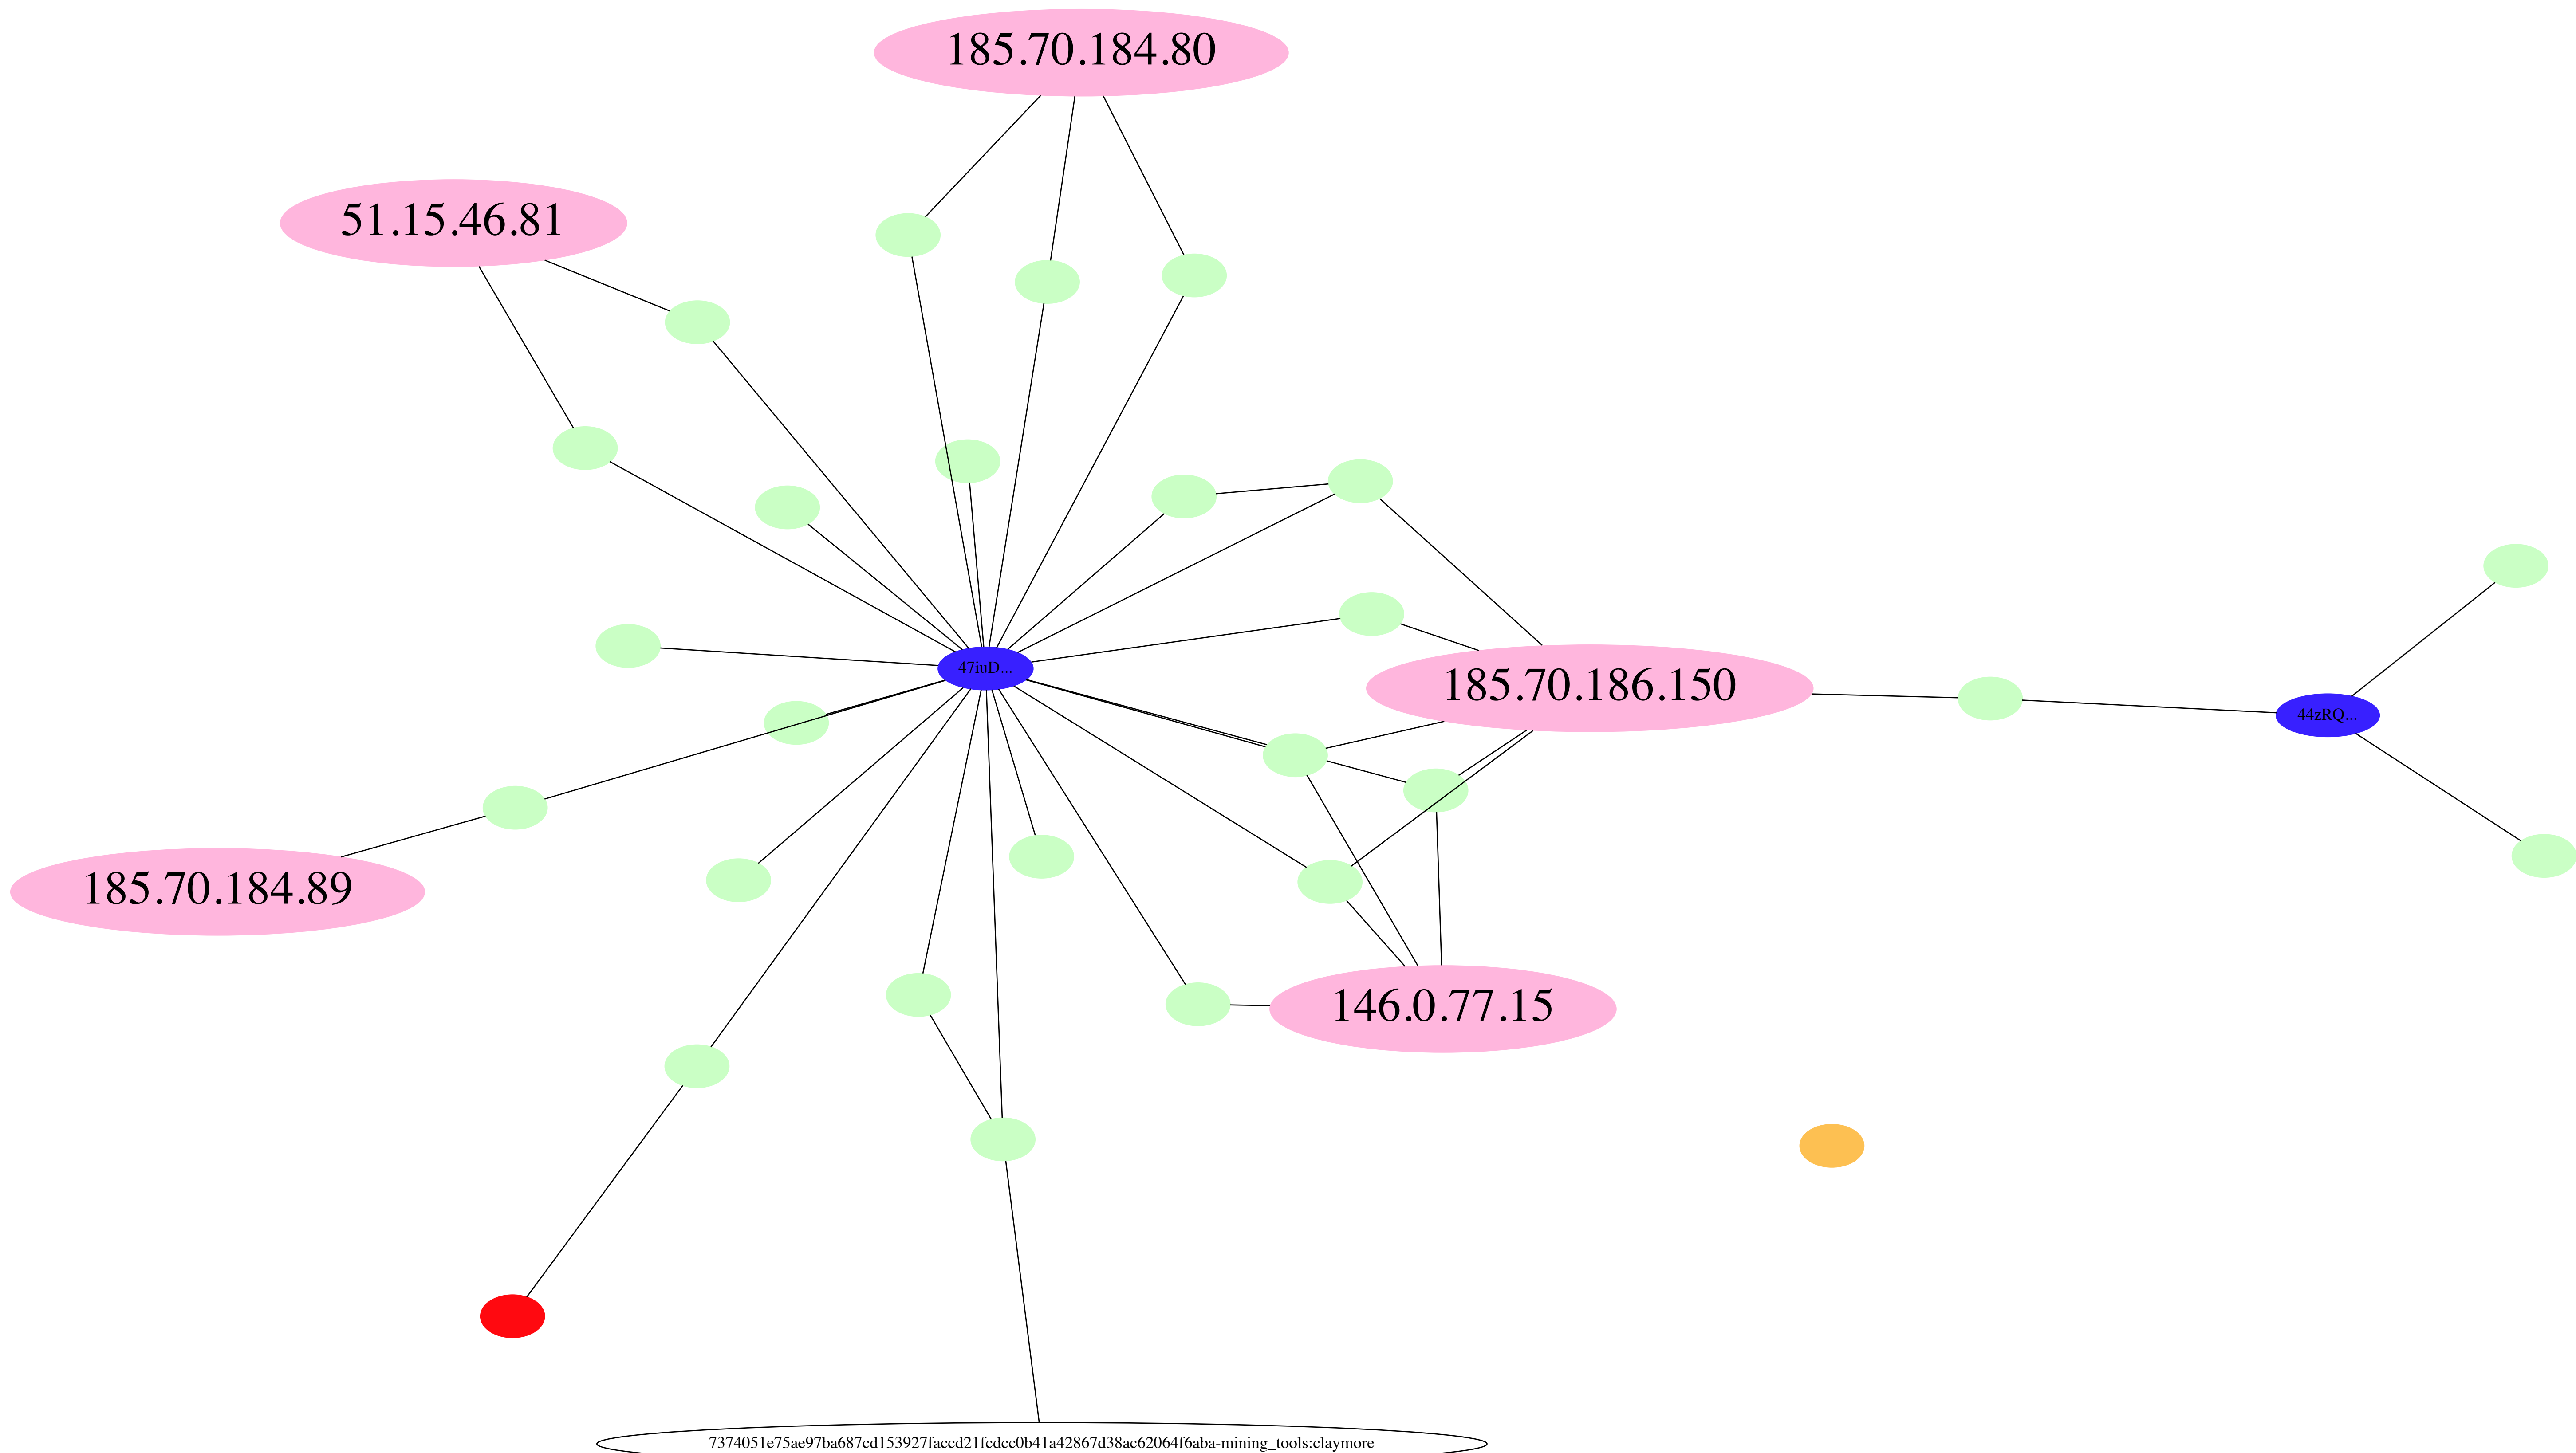 185.70.184.80
51.15.46.81
47iuD...
185.70.186.150
44zRQ...
185.70.184.89
146.0.77.15
7374051e75ae97ba687cd153927faccd21fcdcc0b41a42867d38ac62064f6aba-mining_tools:claymore